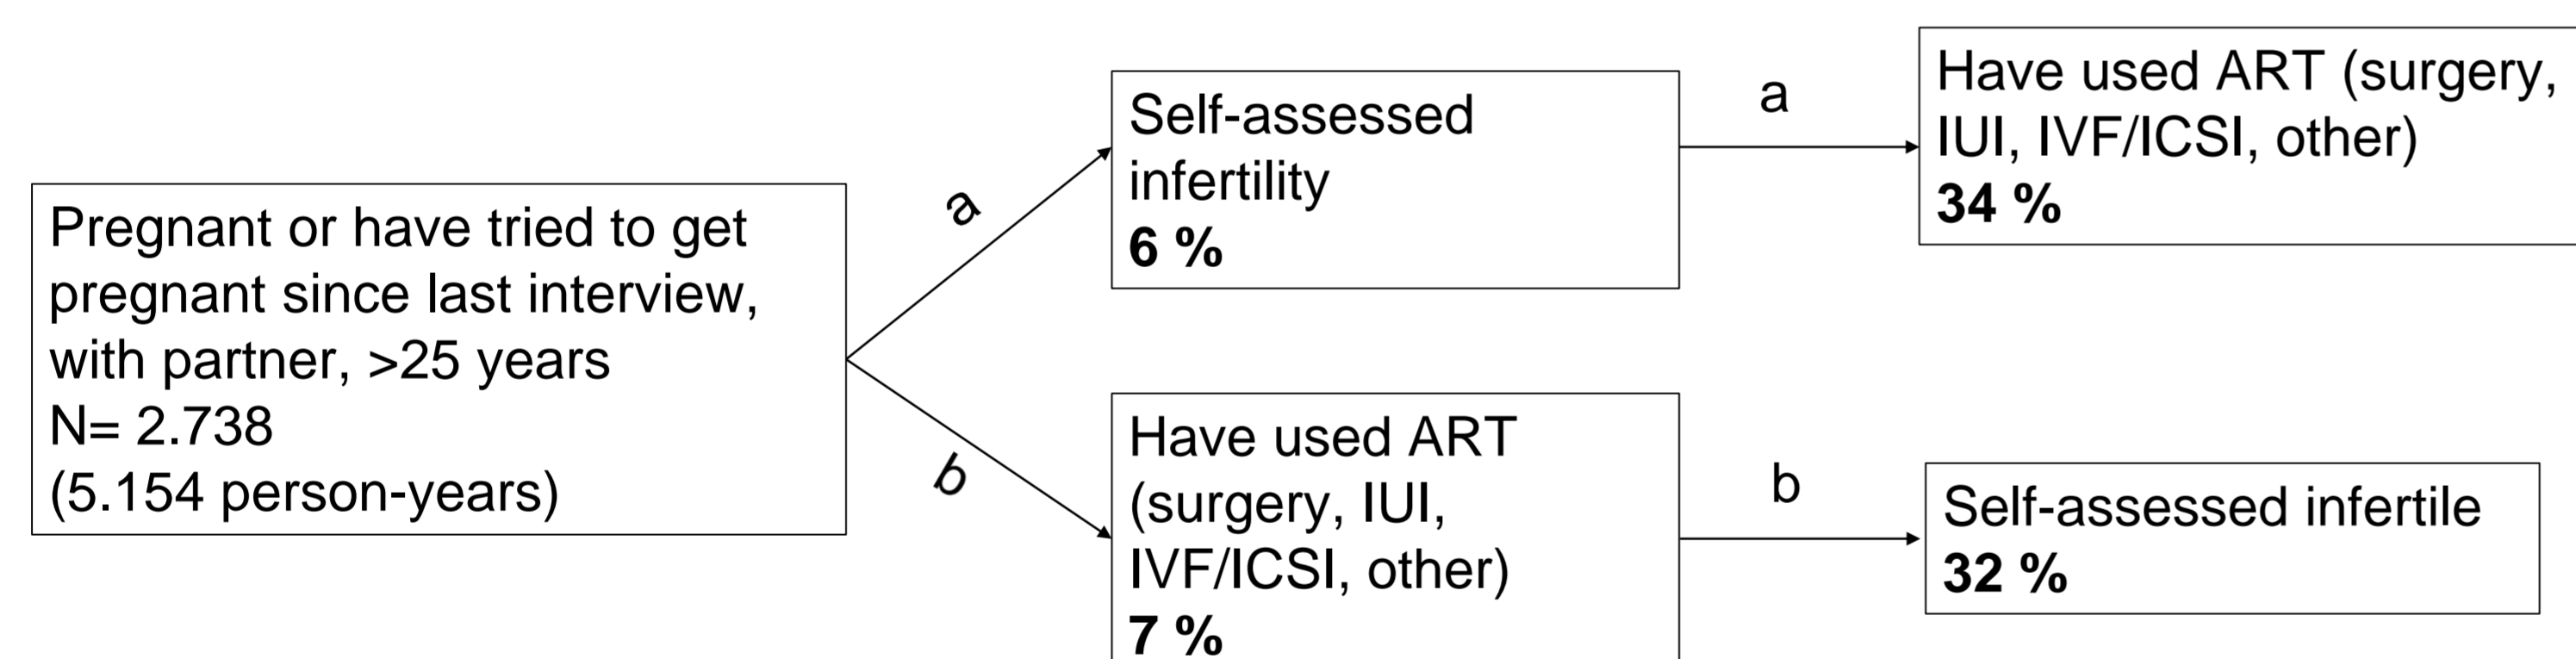 Pregnant or have tried to get
pregnant since last interview,
with partner, >25 years
N= 2.738
(5.154 person-years)
a
Self-assessed
infertility
6 %
a
Have used ART (surgery,
IUI, IVF/ICSI, other)
34 %
b
Have used ART
(surgery, IUI,
IVF/ICSI, other)
7 %
b
Self-assessed infertile
32 %